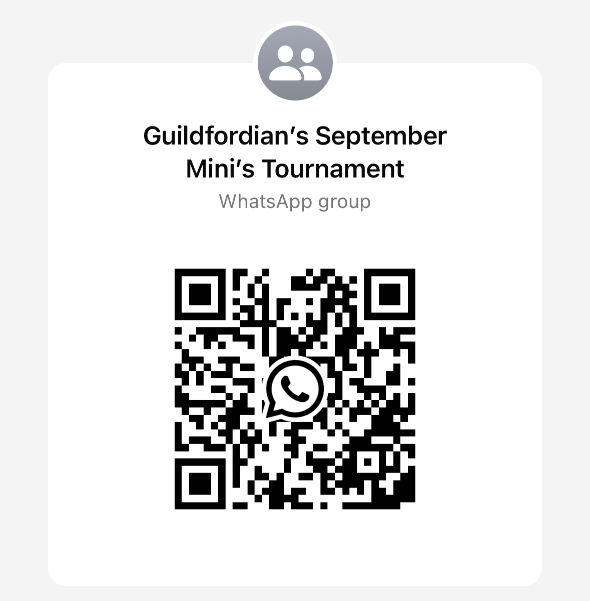 Guildfordian’s September
Mini’s Tournament
WhatsApp group